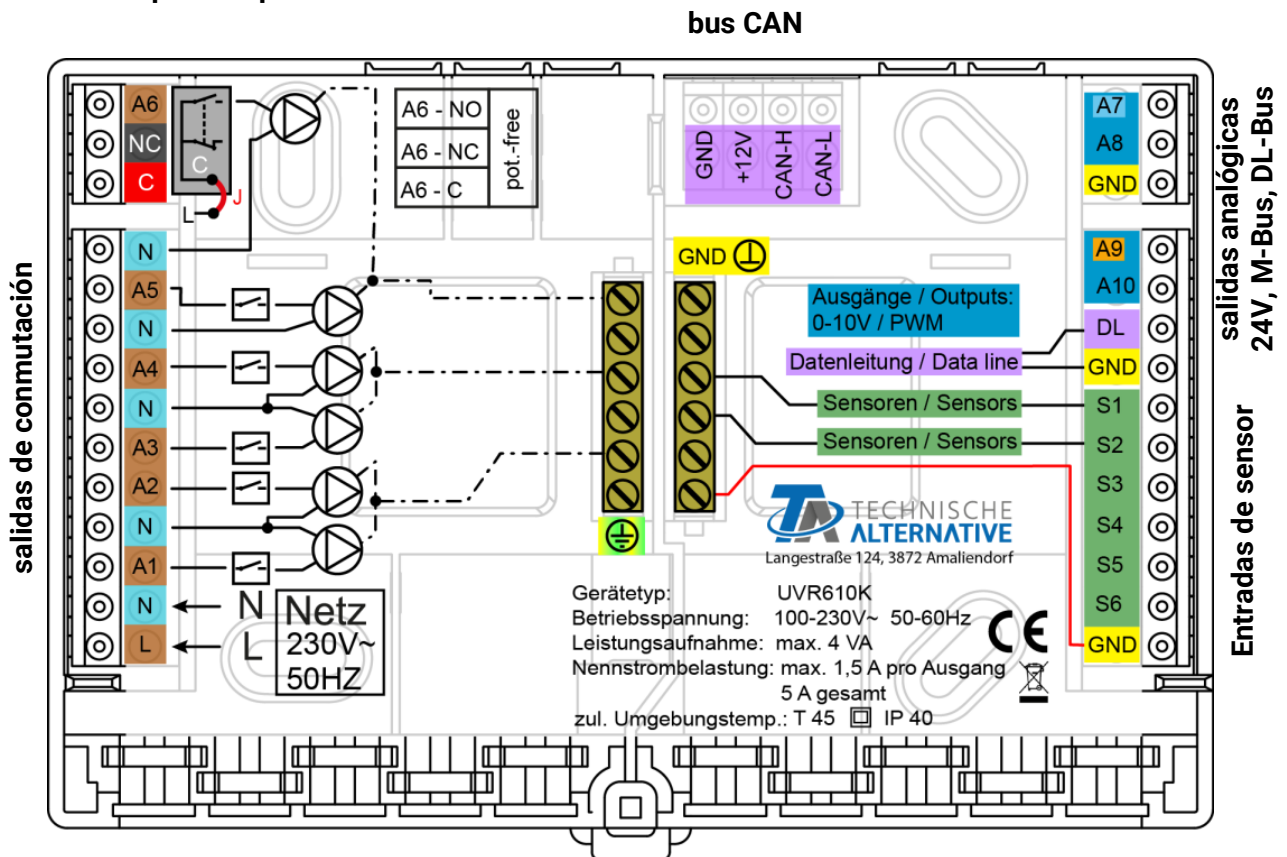 bus CAN
salidas de conmutación
A6
NC
C
C
J
L
N
A5
N
A4
N
A3
A2
N
A1
N
L
N
L
Netz
230V~
50HZ
A6 - NO
A6 - NC
A6 - C
pot.-free
GND
+12V
CAN-H
CAN-L
GND
Ausgänge / Outputs:
0-10V / PWM
Datenleitung / Data line
Sensoren / Sensors
Sensoren / Sensors
TA TECHNISCHE
ALTERNATIVE
Langestraße 124, 3872 Amaliendorf
Gerätetyp: UVR610K
Betriebsspannung: 100-230V~ 50-60Hz
Leistungsaufnahme: max. 4 VA
Nennstrombelastung: max. 1,5 A pro Ausgang
5 A gesamt
zul. Umgebungstemp.: T 45 IP 40
CE
A7
A8
GND
A9
A10
DL
GND
S1
S2
S3
S4
S5
S6
GND
salidas analógicas
24V, M-Bus, DL-Bus
Entradas de sensor